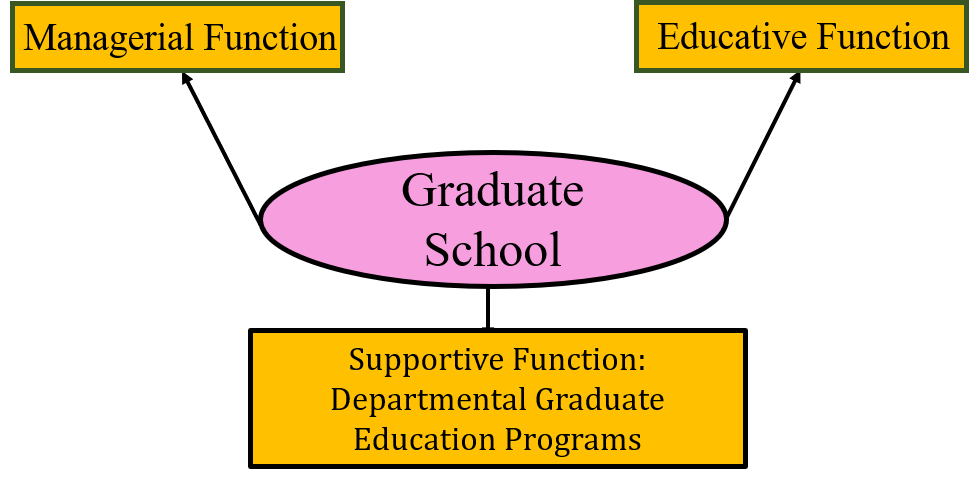 Managerial Function
Educative Function
Graduate
School
Supportive Function:
Departmental Graduate
Education Programs